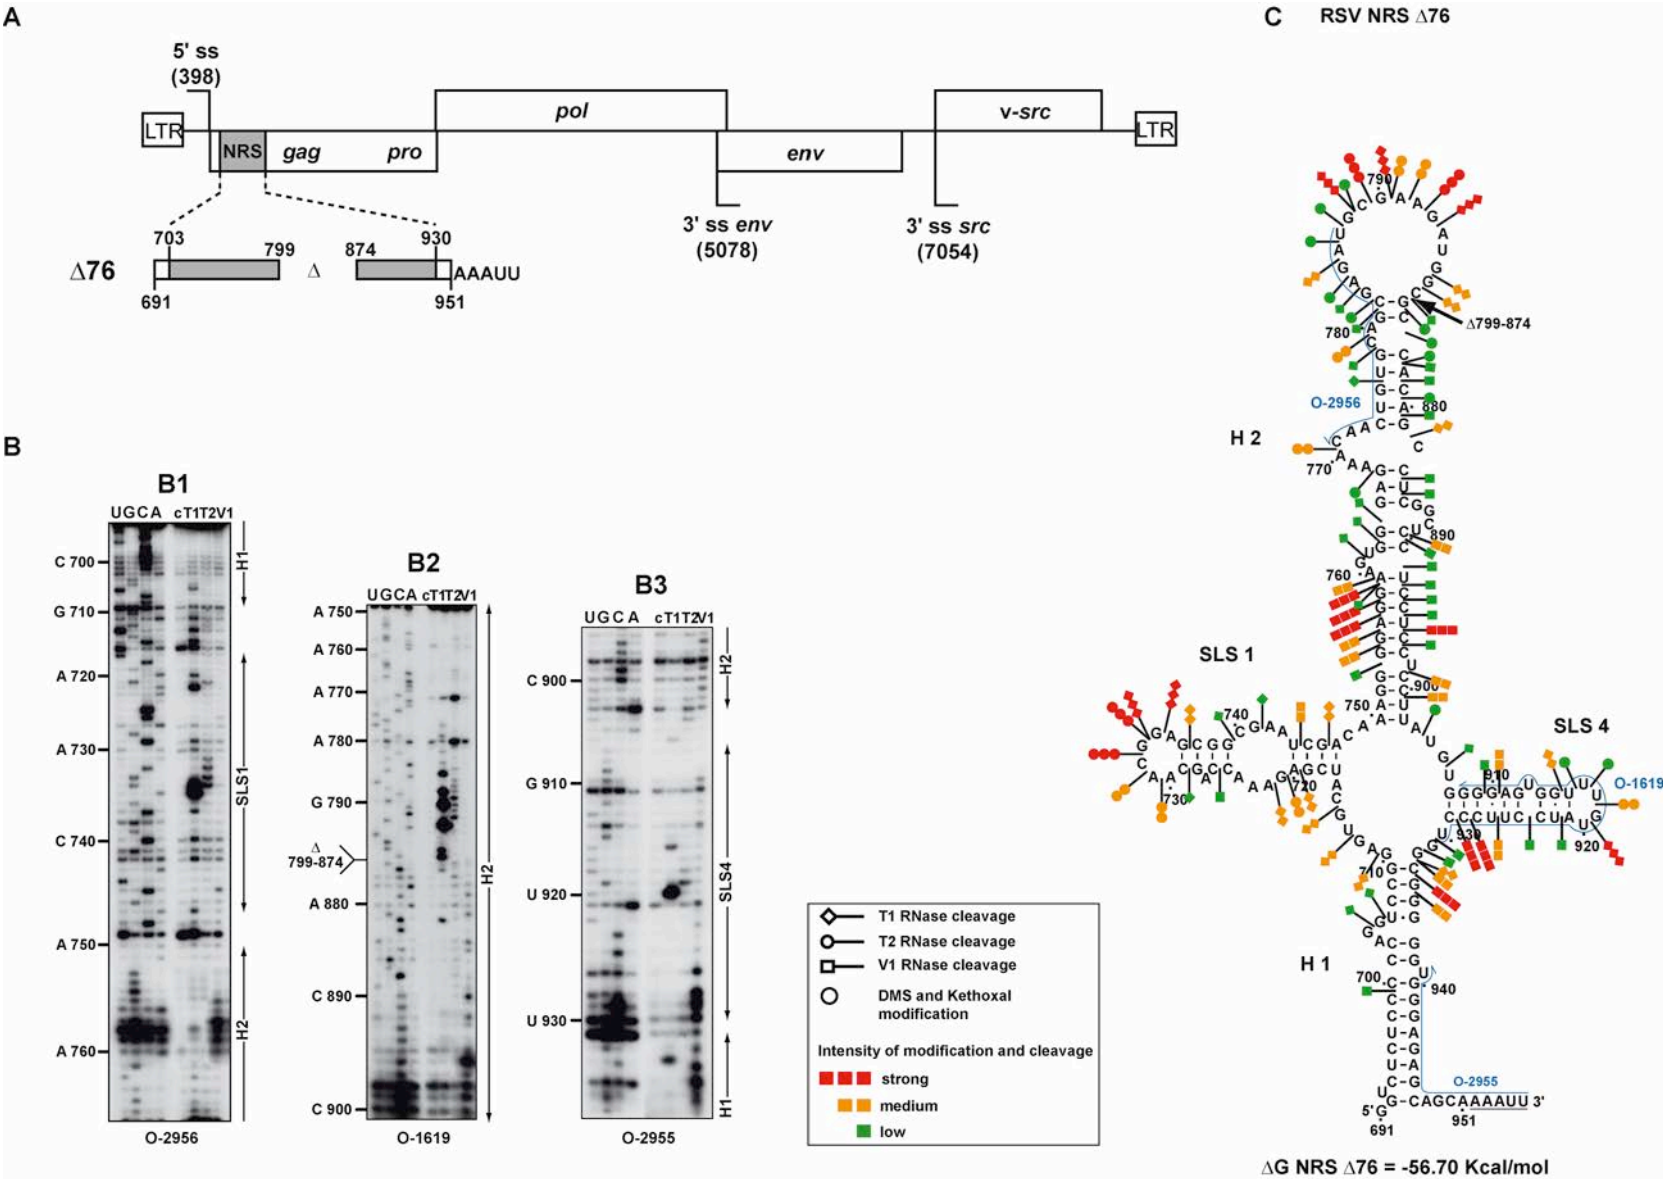 A
5' ss
(398)
LTR
NRS
gag
pro
pol
env
v-src
LTR
3' ss env
(5078)
3' ss src
(7054)
703
799
874
930
Δ76
Δ
AAAUU
691
951
B
B1
UGCA cT1T2V1
C 700
G 710
A 720
A 730
C 740
A 750
A 760
H1
SLS1
H2
O-2956
B2
UGCA cT1T2V1
A 750
A 760
A 770
A 780
G 790
Δ
799-874
A 880
C 890
C 900
H2
O-1619
B3
UGCA cT1T2V1
C 900
G 910
U 920
U 930
H2
SLS4
H1
O-2955
T1 RNase cleavage
T2 RNase cleavage
V1 RNase cleavage
DMS and Kethoxal
modification
Intensity of modification and cleavage
strong
medium
low
C
RSV NRS Δ76
790
780
Δ799-874
O-2956
880
H 2
770
890
760
SLS 1
900
750
740
730
720
SLS 4
910
O-1619
920
930
710
H 1
700
940
O-2955
CAGCAAAAUU 3'
951
5'
691
ΔG NRS Δ76 = -56.70 Kcal/mol